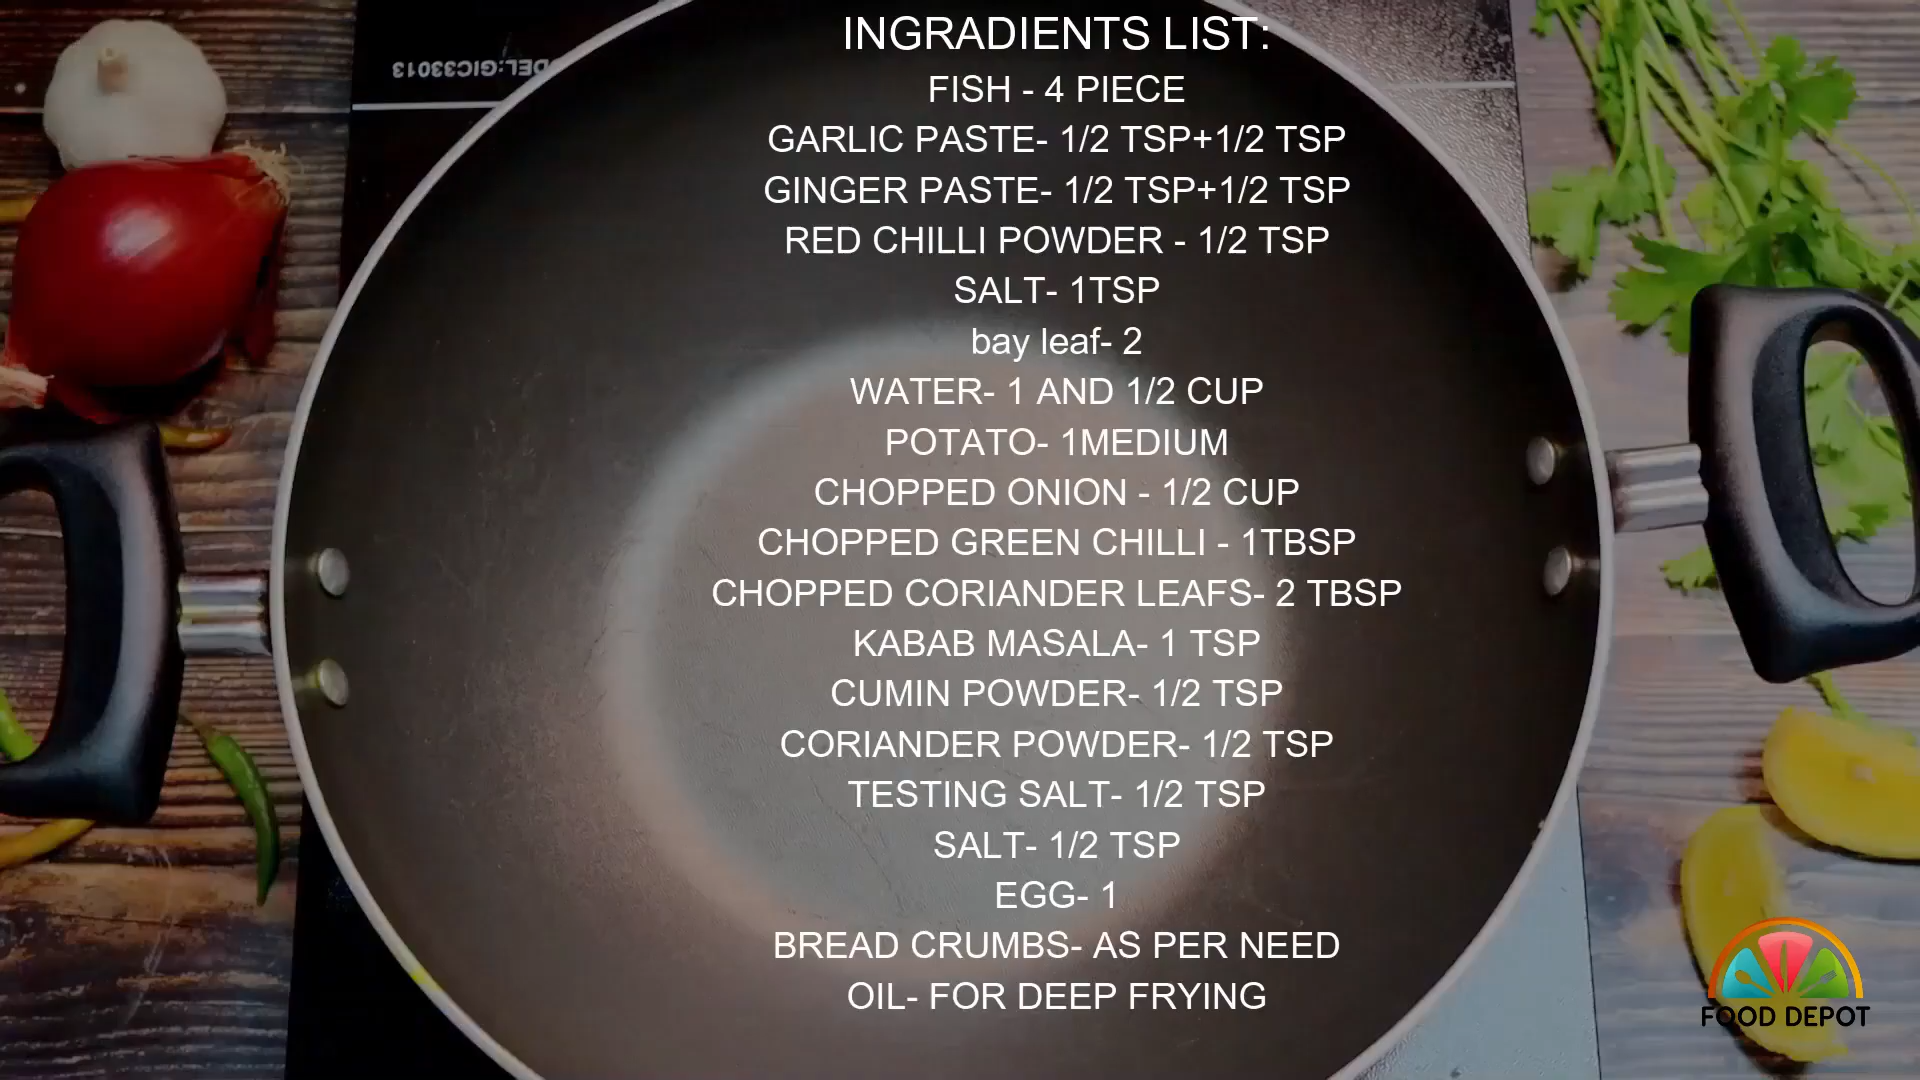 INGRADIENTS LIST:
FISH - 4 PIECE
GARLIC PASTE- 1/2 TSP+1/2 TSP
GINGER PASTE- 1/2 TSP+1/2 TSP
RED CHILLI POWDER - 1/2 TSP
SALT- 1TSP
bay leaf- 2
WATER- 1 AND 1/2 CUP
POTATO- 1MEDIUM
CHOPPED ONION - 1/2 CUP
CHOPPED GREEN CHILLI - 1TBSP
CHOPPED CORIANDER LEAFS- 2 TBSP
KABAB MASALA- 1 TSP
CUMIN POWDER- 1/2 TSP
CORIANDER POWDER- 1/2 TSP
TESTING SALT- 1/2 TSP
SALT- 1/2 TSP
EGG- 1
BREAD CRUMBS- AS PER NEED
OIL- FOR DEEP FRYING
DEL:GIC33013
FOOD DEPOT